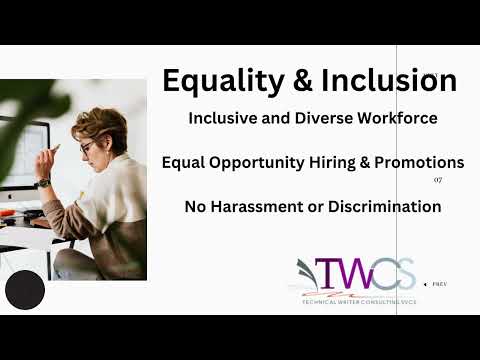 Equality & Inclusion
Inclusive and Diverse Workforce
Equal Opportunity Hiring & Promotions
07
No Harassment or Discrimination
TWCS
PREV
TECHNICAL WRITER CONSULTING SVCS